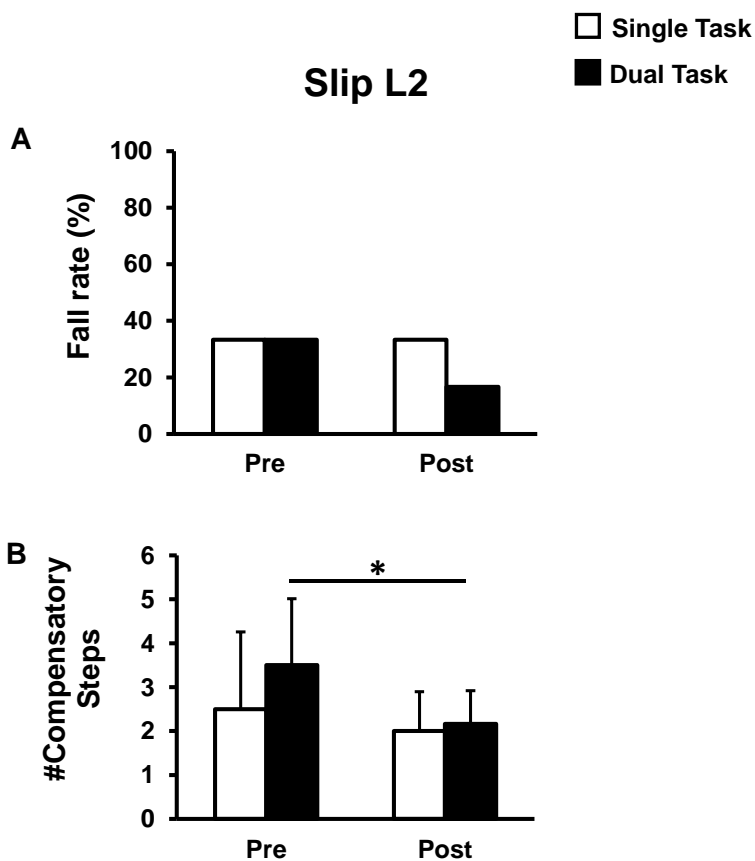 Single Task
Dual Task
Slip L2
A
Fall rate (%)
100
80
60
40
20
0
Pre Post
B
#Compensatory
Steps
6
5
4
3
2
1
0
*
Pre Post